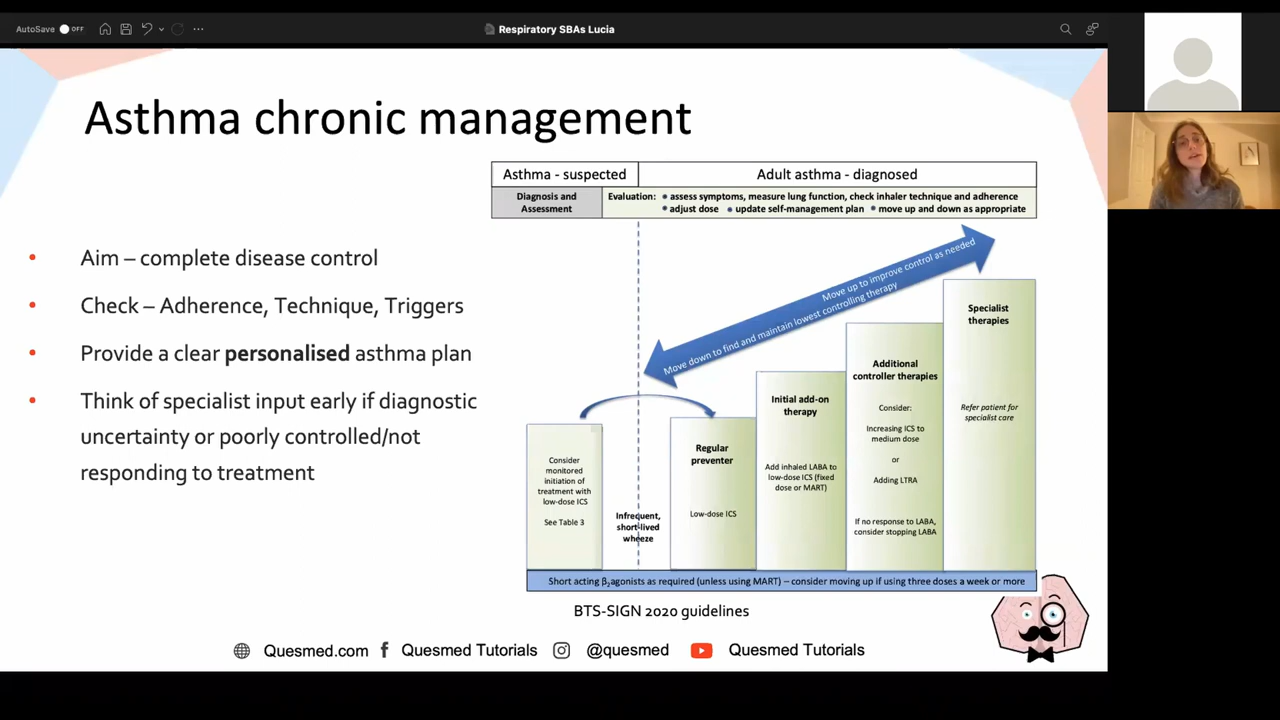 AutoSave OFF
Respiratory SBAs Lucia
Asthma chronic management
• Aim – complete disease control
• Check – Adherence, Technique, Triggers
• Provide a clear personalised asthma plan
• Think of specialist input early if diagnostic
uncertainty or poorly controlled/not
responding to treatment
Asthma - suspected
Adult asthma - diagnosed
Diagnosis and
Assessment
Evaluation: • assess symptoms, measure lung function, check inhaler technique and adherence
• adjust dose • update self-management plan • move up and down as appropriate
Move up to improve control as needed
Move down to find and maintain lowest controlling therapy
Consider
monitored
initiation of
treatment with
low-dose ICS
See Table 3
Infrequent,
short-lived
wheeze
Regular
preventer
Low-dose ICS
Initial add-on
therapy
Add inhaled LABA to
low-dose ICS (fixed
dose or MART)
Additional
controller therapies
Consider:
Increasing ICS to
medium dose
or
Adding LTRA
If no response to LABA,
consider stopping LABA
Specialist
therapies
Refer patient for
specialist care
Short acting β2agonists as required (unless using MART) – consider moving up if using three doses a week or more
BTS-SIGN 2020 guidelines
Quesmed.com Quesmed Tutorials @quesmed Quesmed Tutorials